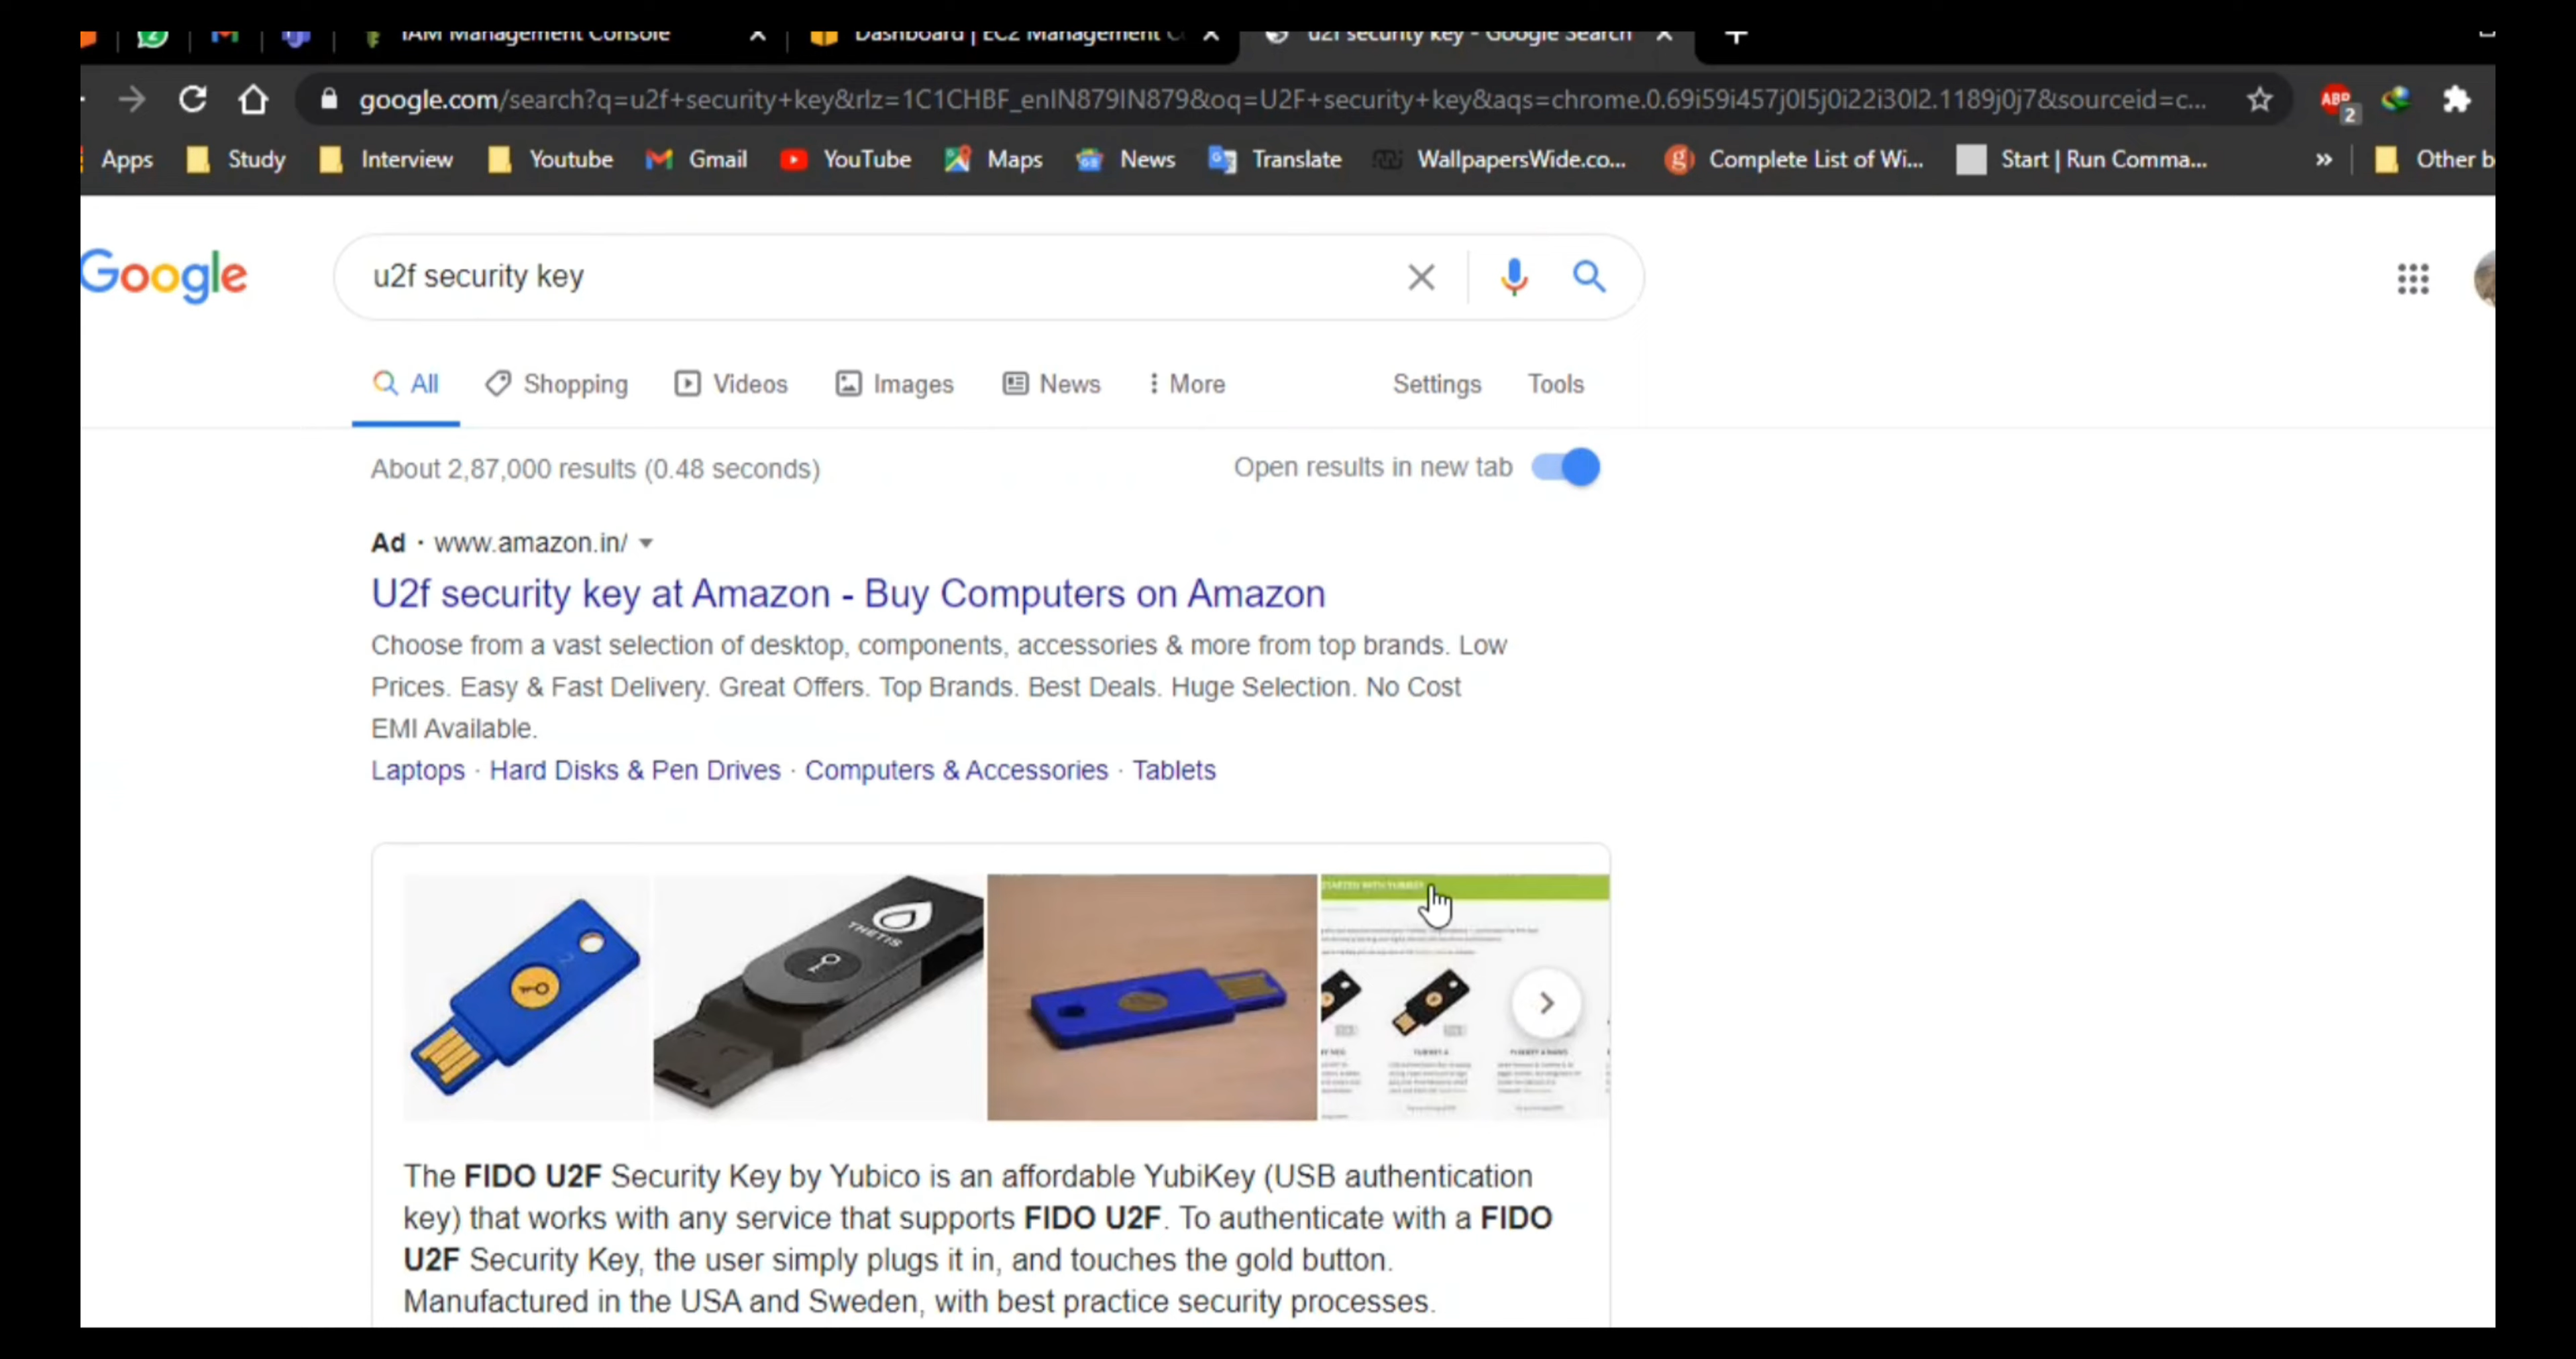 IAM Management Console
Dashboard | EC2 Management C
u2f security key - Google Search
google.com/search?q=u2f+security+key&rlz=1C1CHBF_enIN879IN879&oq=U2F+security+key&aqs=chrome.0.69i59i457j0l5j0i22i30l2.1189j0j7&sourceid=c...
ABP
2
Apps
Study
Interview
Youtube
Gmail
YouTube
Maps
News
Translate
WallpapersWide.co...
Complete List of Wi...
Start | Run Comma...
»
Other b
Google
u2f security key
All
Shopping
Videos
Images
News
More
Settings
Tools
About 2,87,000 results (0.48 seconds)
Open results in new tab
Ad · www.amazon.in/
U2f security key at Amazon - Buy Computers on Amazon
Choose from a vast selection of desktop, components, accessories & more from top brands. Low
Prices. Easy & Fast Delivery. Great Offers. Top Brands. Best Deals. Huge Selection. No Cost
EMI Available.
Laptops · Hard Disks & Pen Drives · Computers & Accessories · Tablets
THETIS
STARTED WITH YUBIKEY
The FIDO U2F Security Key by Yubico is an affordable YubiKey (USB authentication
key) that works with any service that supports FIDO U2F. To authenticate with a FIDO
U2F Security Key, the user simply plugs it in, and touches the gold button.
Manufactured in the USA and Sweden, with best practice security processes.